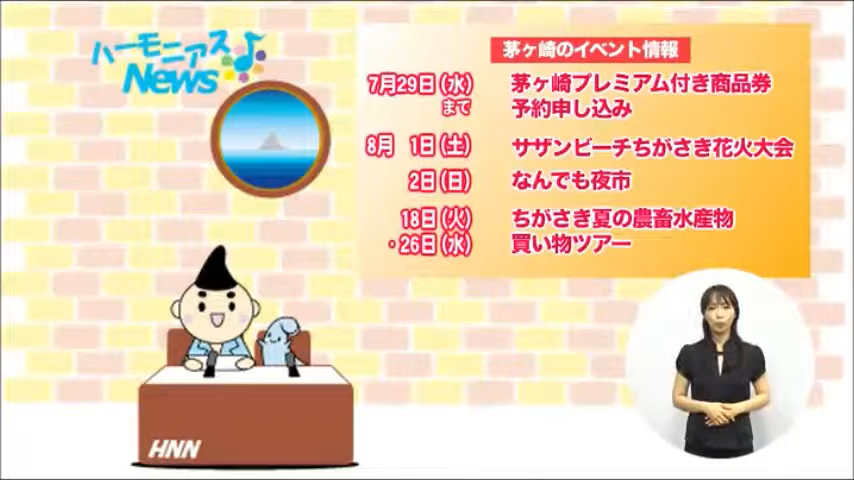 ハーモニアス
News
茅ヶ崎のイベント情報
7月29日(水) 茅ヶ崎プレミアム付き商品券
まで 予約申し込み
8月 1日(土) サザンビーチちがさき花火大会
2日(日) なんでも夜市
18日(火) ちがさき夏の農畜水産物
・26日(水) 買い物ツアー
HNN